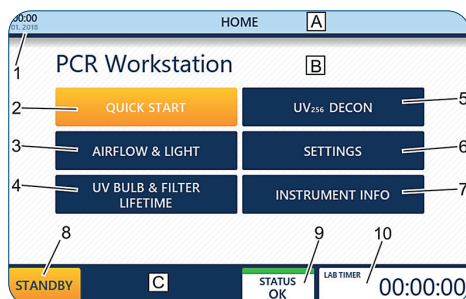 00:00
01. 2018
HOME
A
1
PCR Workstation
B
2
QUICK START
UV256 DECON
5
3
AIRFLOW & LIGHT
SETTINGS
6
4
UV BULB & FILTER
LIFETIME
INSTRUMENT INFO
7
8
9
10
STANDBY
C
STATUS
OK
LAB TIMER
00:00:00